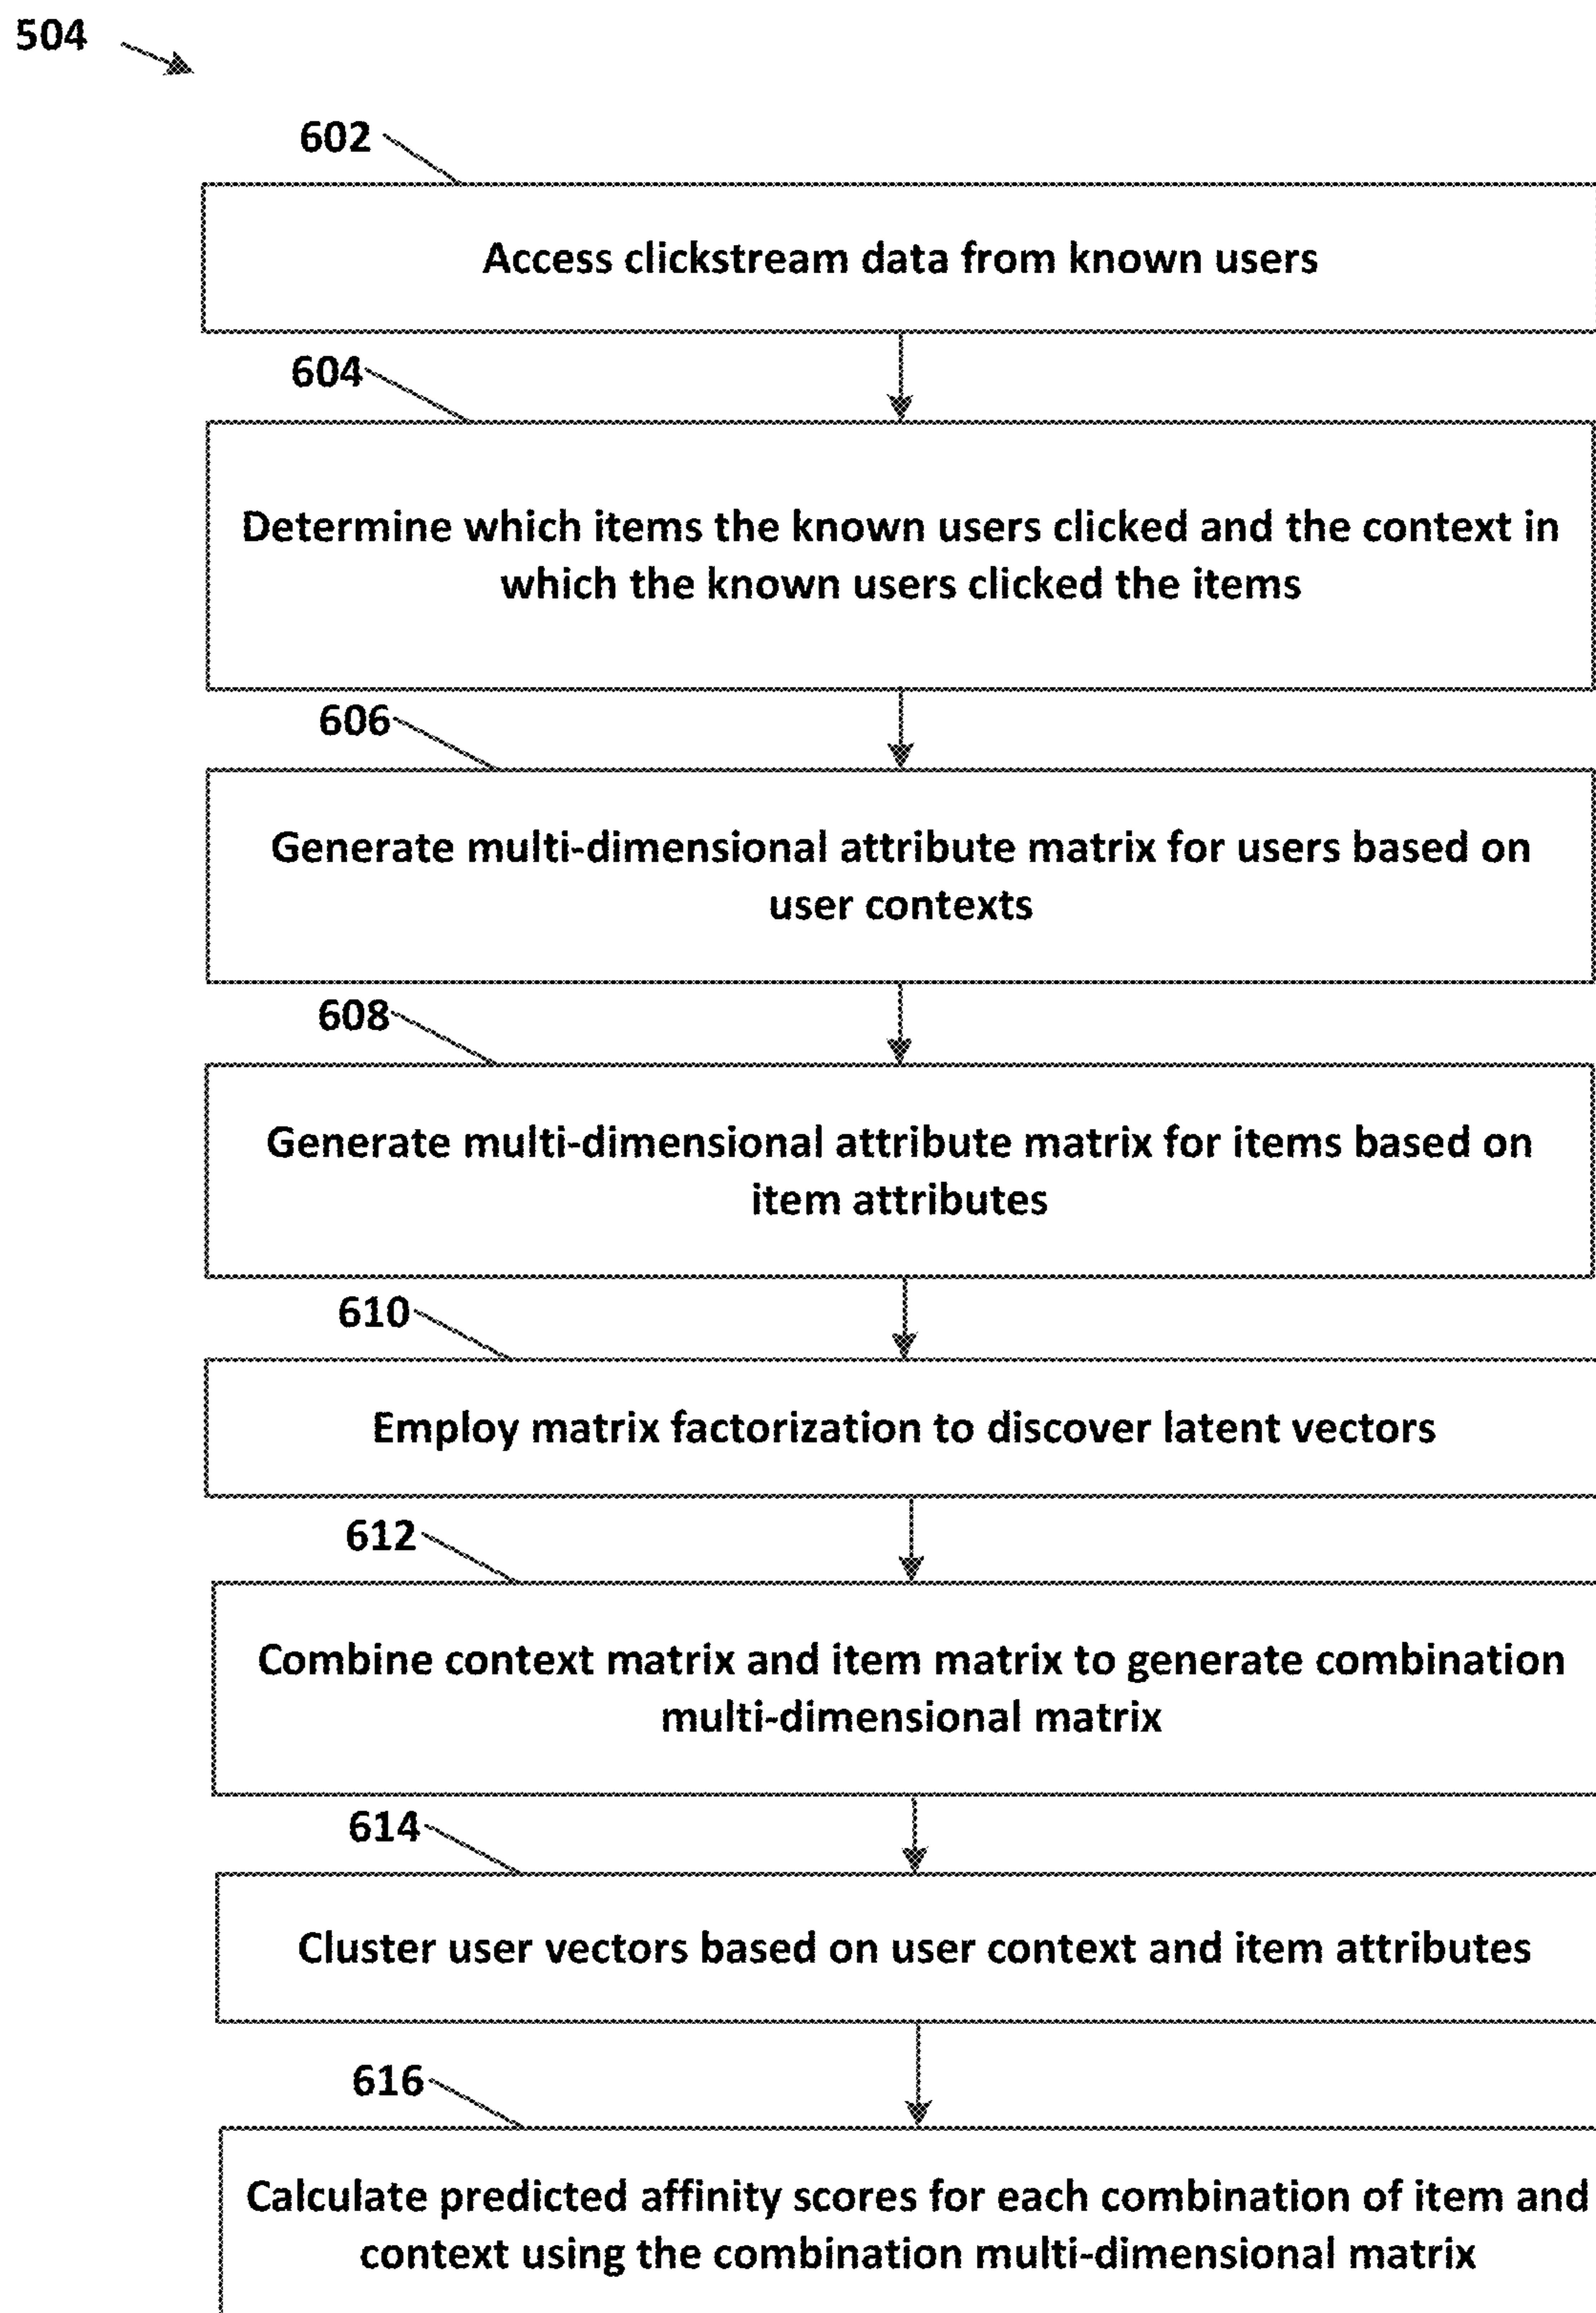 504
602
Access clickstream data from known users
604
Determine which items the known users clicked and the context in
which the known users clicked the items
606
Generate multi-dimensional attribute matrix for users based on
user contexts
608
Generate multi-dimensional attribute matrix for items based on
item attributes
610
Employ matrix factorization to discover latent vectors
612
Combine context matrix and item matrix to generate combination
multi-dimensional matrix
614
Cluster user vectors based on user context and item attributes
616
Calculate predicted affinity scores for each combination of item and
context using the combination multi-dimensional matrix